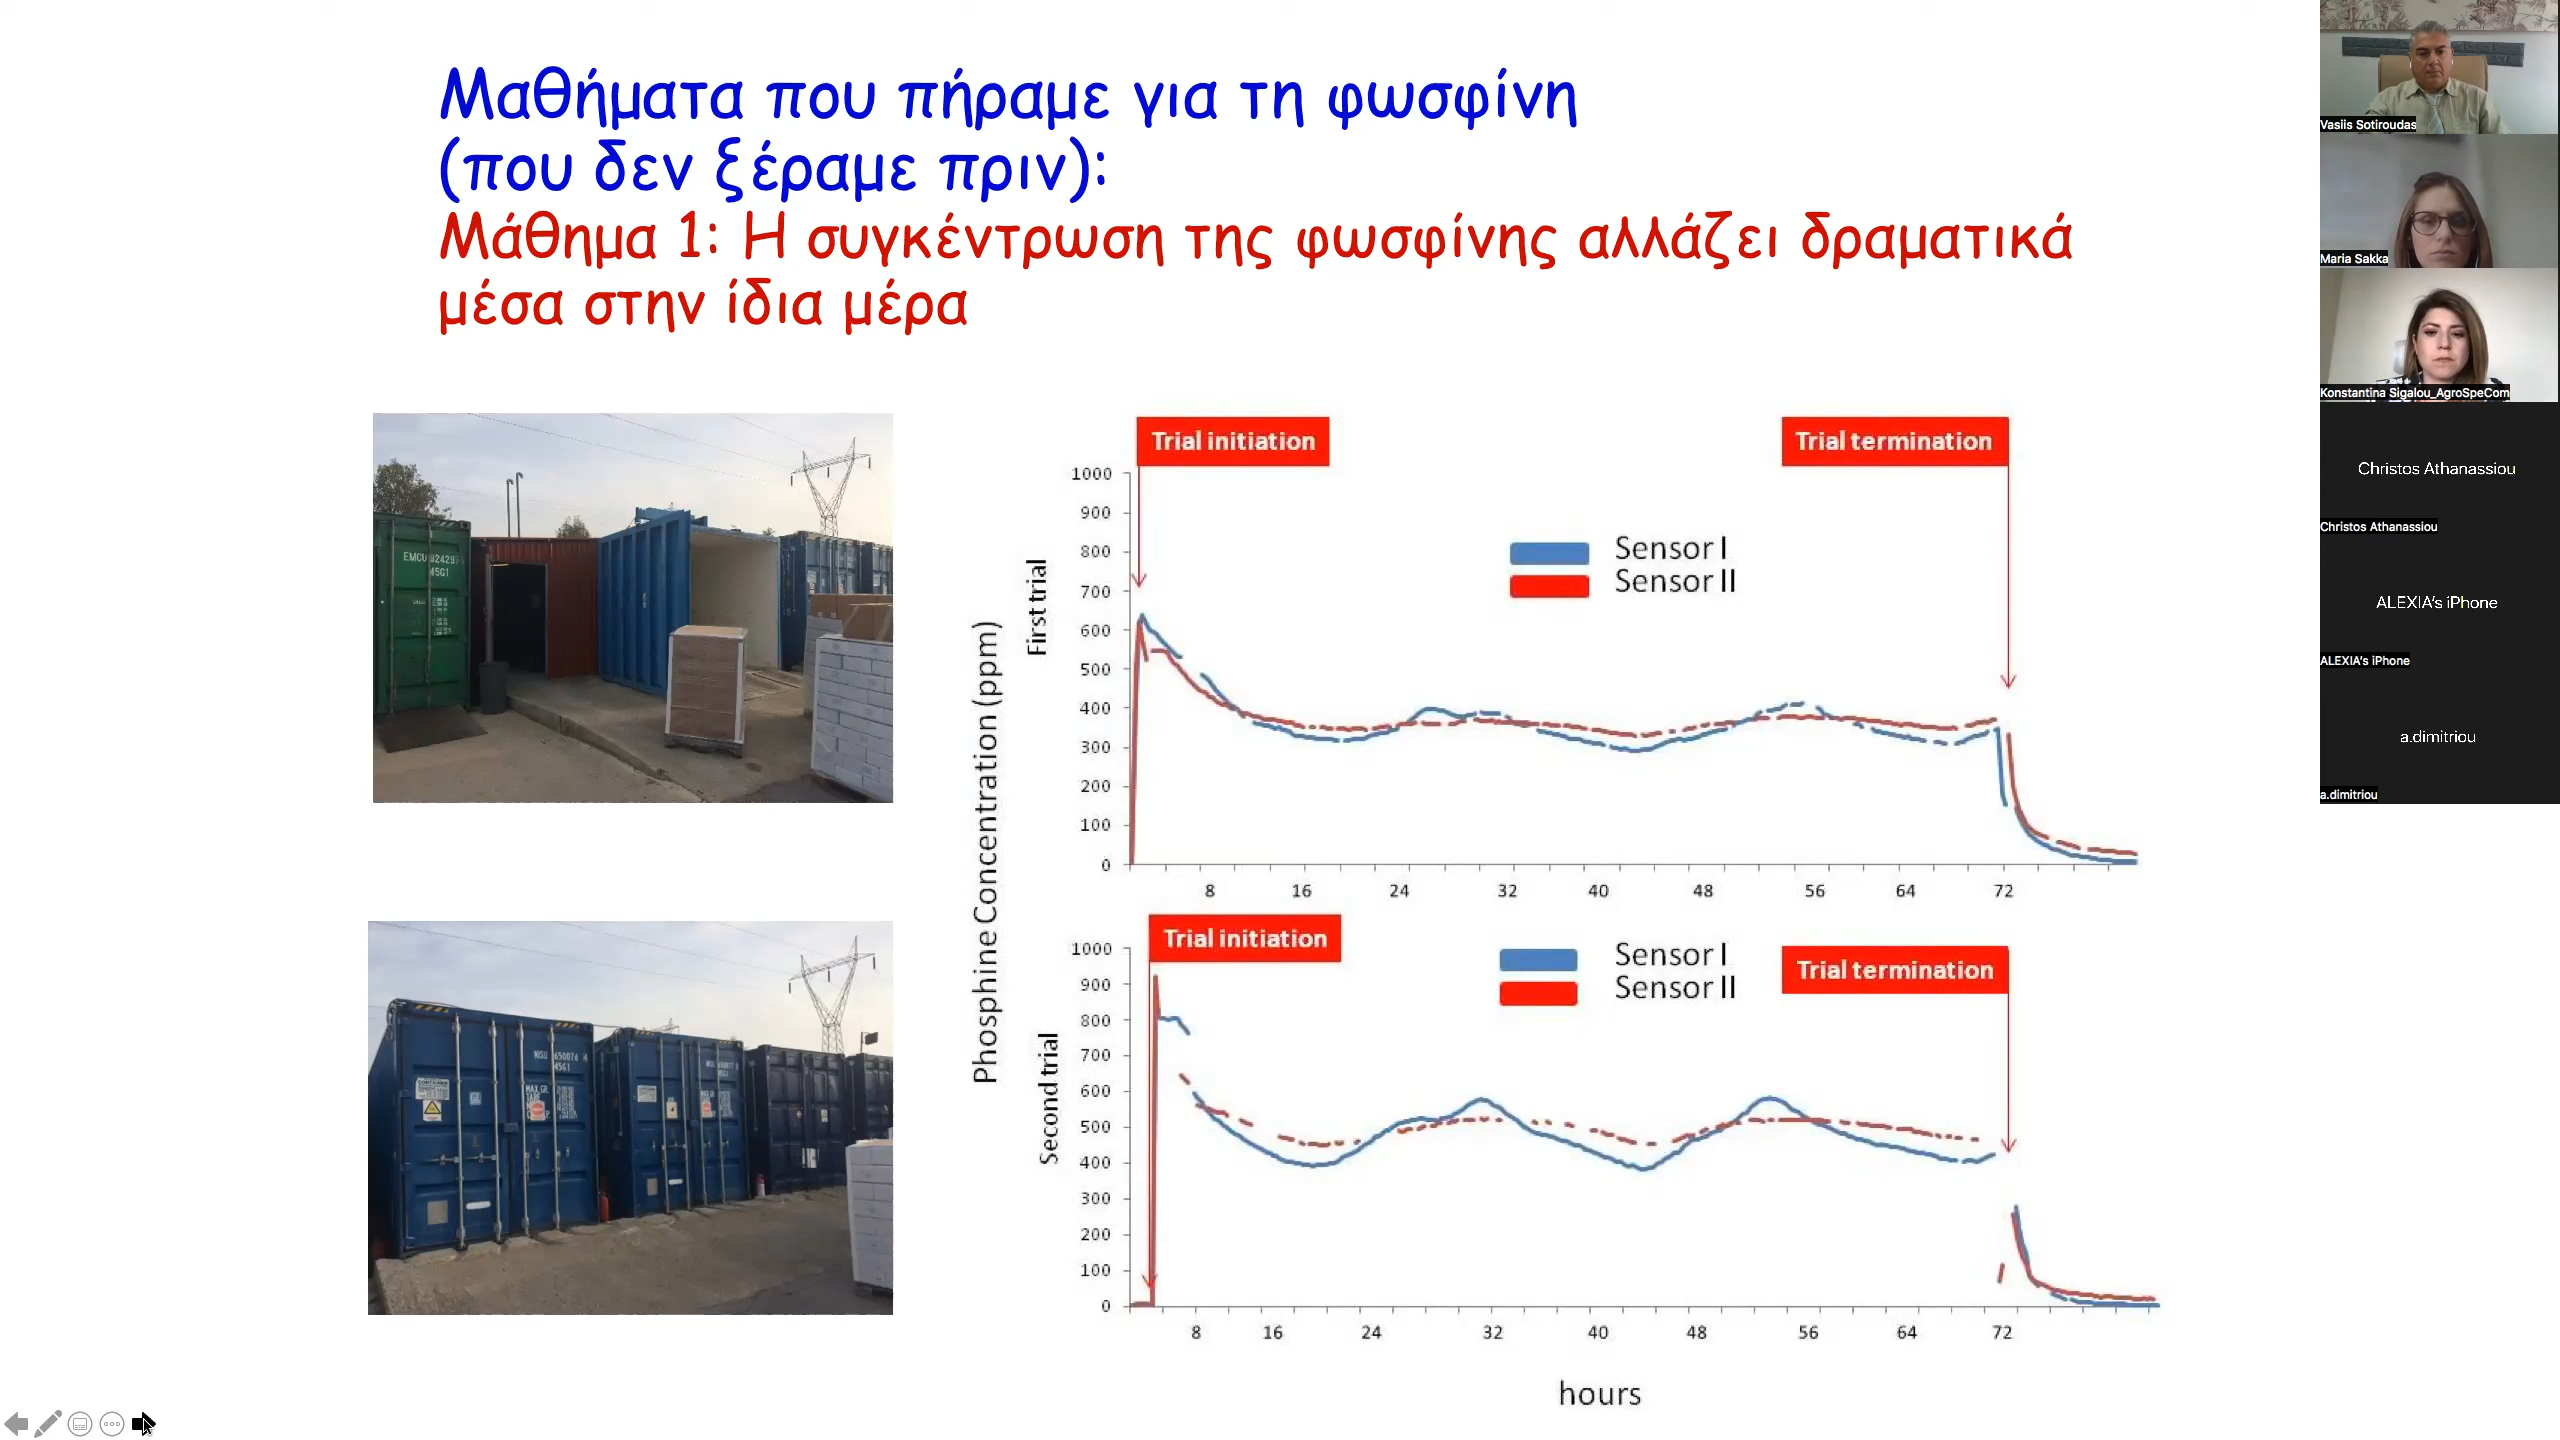 Μαθήματα που πήραμε για τη φωσφίνη
(που δεν ξέραμε πριν):
Μάθημα 1: Η συγκέντρωση της φωσφίνης αλλάζει δραματικά
μέσα στην ίδια μέρα
EMCU
45G1
Phosphine Concentration (ppm)
First trial
Trial initiation
Trial termination
Sensor I
Sensor II
1000
900
800
700
600
500
400
300
200
100
0
8 16 24 32 40 48 56 64 72
Second trial
Trial initiation
Trial termination
Sensor I
Sensor II
1000
900
800
700
600
500
400
300
200
100
0
8 16 24 32 40 48 56 64 72
hours
45G1
Vasiis Sotiroudas
Maria Sakka
Konstantina Sigalou_AgroSpeCom
Christos Athanassiou
Christos Athanassiou
ALEXIA's iPhone
ALEXIA's iPhone
a.dimitriou
a.dimitriou